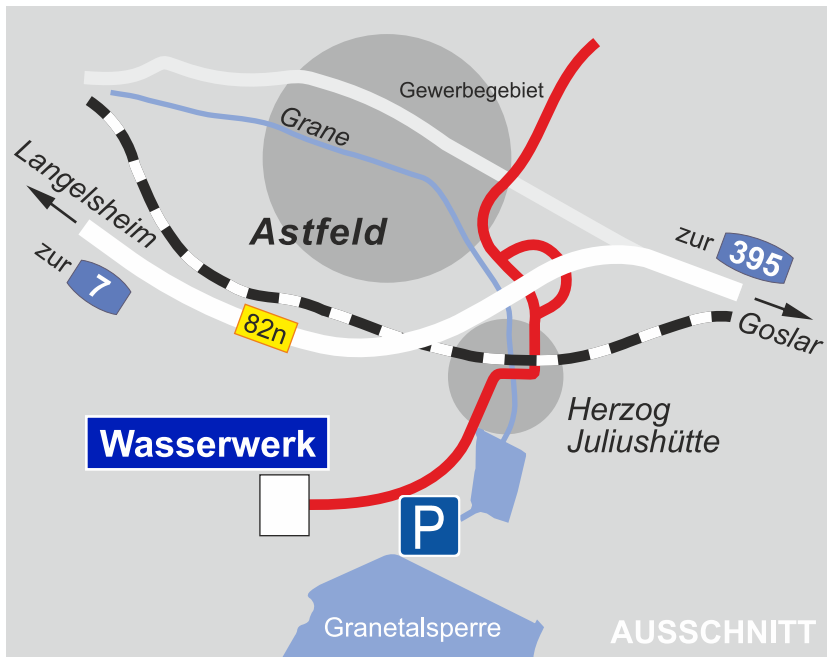 Gewerbegebiet
Grane
Langelsheim
Astfeld
zur 395
zur 7
82n
Goslar
Herzog
Juliushütte
Wasserwerk
P
Granetalsperre
AUSSCHNITT